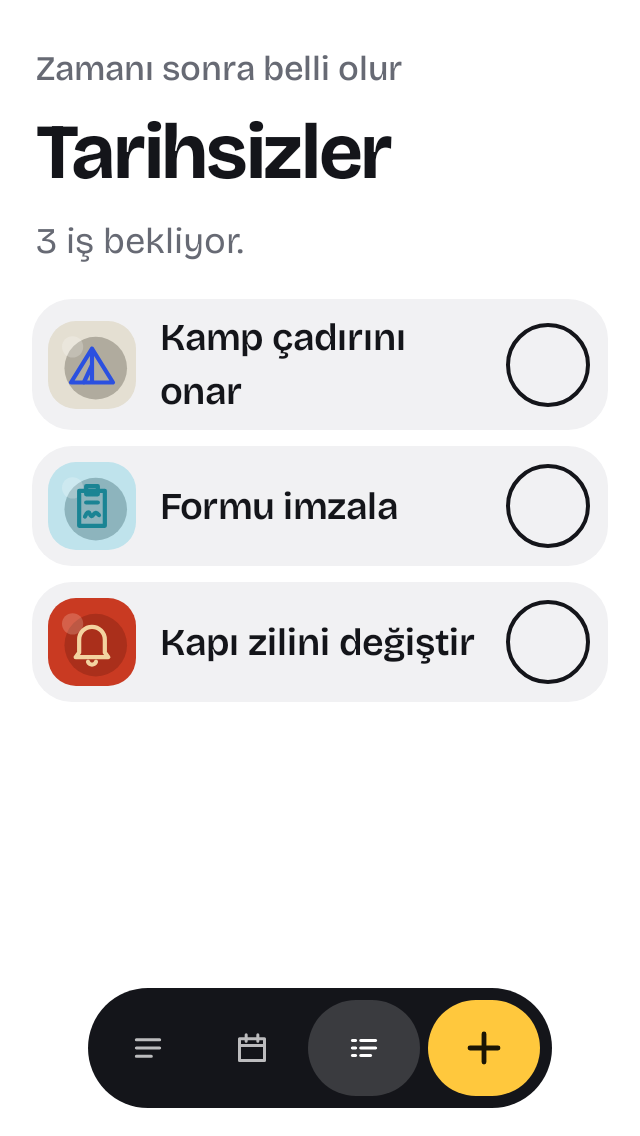 Zamanı sonra belli olur
Tarihsizler
3 iş bekliyor.
Kamp çadırını
onar
Formu imzala
Kapı zilini değiştir